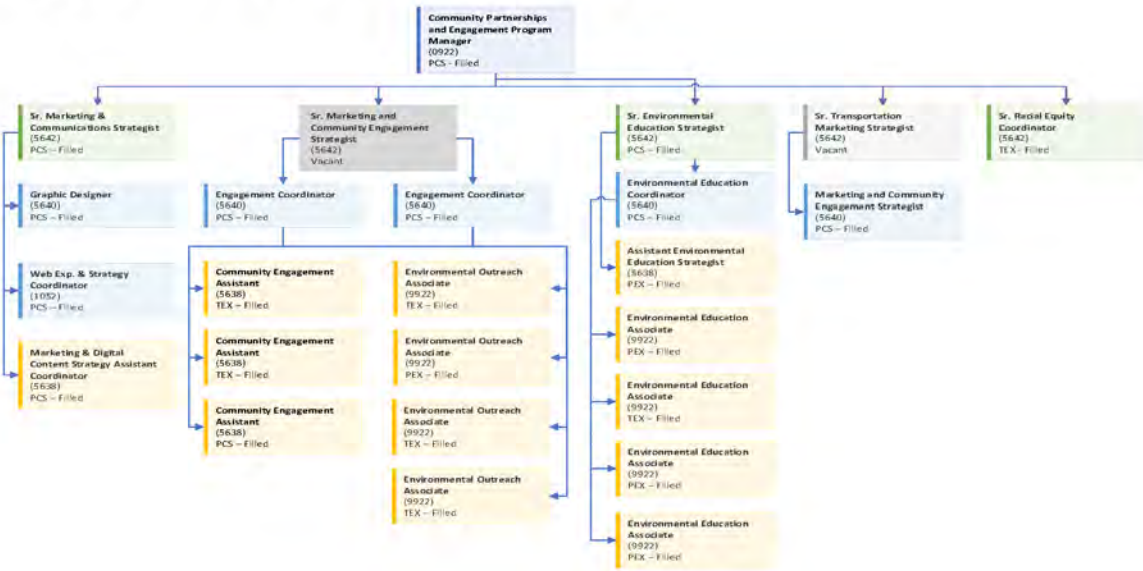 Community Partnerships
and Engagement Program
Manager
(0922)
PCS - Filled
Sr. Marketing &
Communications Strategist
(5642)
PCS – Filled
Graphic Designer
(5640)
PCS – Filled
Web Exp. & Strategy
Coordinator
(1052)
PCS – Filled
Marketing & Digital
Content Strategy Assistant
Coordinator
(5638)
PCS – Filled
Sr. Marketing and
Community Engagement
Strategist
(5642)
Vacant
Engagement Coordinator
(5640)
PCS – Filled
Engagement Coordinator
(5640)
PCS – Filled
Community Engagement
Assistant
(5638)
TEX – Filled
Community Engagement
Assistant
(5638)
TEX – Filled
Community Engagement
Assistant
(5638)
PCS – Filled
Environmental Outreach
Associate
(9922)
TEX – Filled
Environmental Outreach
Associate
(9922)
PEX – Filled
Environmental Outreach
Associate
(9922)
TEX – Filled
Environmental Outreach
Associate
(9922)
TEX – Filled
Sr. Environmental
Education Strategist
(5642)
PCS – Filled
Environmental Education
Coordinator
(5640)
PCS – Filled
Assistant Environmental
Education Strategist
(5638)
PEX – Filled
Environmental Education
Associate
(9922)
PEX – Filled
Environmental Education
Associate
(9922)
TEX – Filled
Environmental Education
Associate
(9922)
PEX – Filled
Environmental Education
Associate
(9922)
PEX – Filled
Sr. Transportation
Marketing Strategist
(5642)
Vacant
Marketing and Community
Engagement Strategist
(5640)
PCS – Filled
Sr. Racial Equity
Coordinator
(5642)
TEX - Filled